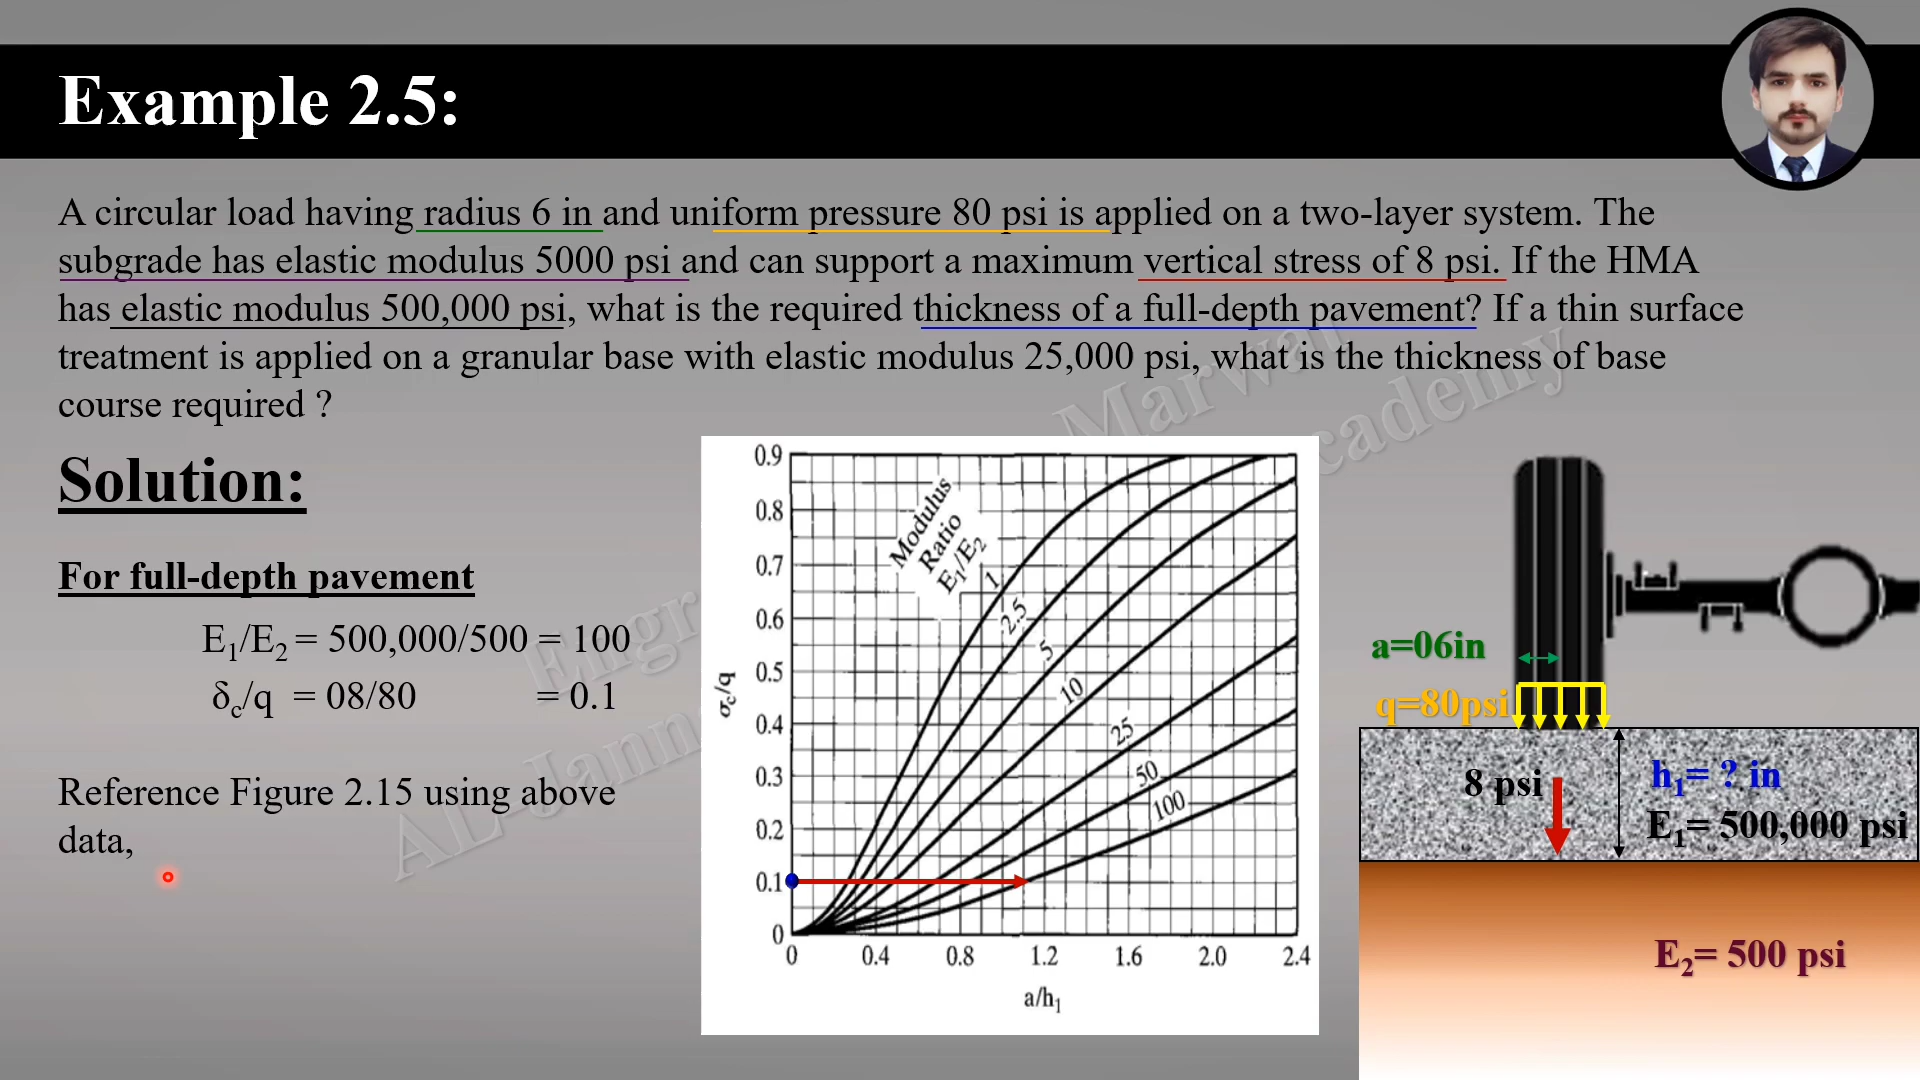 Example 2.5:
A circular load having radius 6 in and uniform pressure 80 psi is applied on a two-layer system. The
subgrade has elastic modulus 5000 psi and can support a maximum vertical stress of 8 psi. If the HMA
has elastic modulus 500,000 psi, what is the required thickness of a full-depth pavement? If a thin surface
treatment is applied on a granular base with elastic modulus 25,000 psi, what is the thickness of base
course required ?
Solution:
For full-depth pavement
E₁/E₂ = 500,000/500 = 100
δc/q = 08/80 = 0.1
Reference Figure 2.15 using above
data,
0.9
0.8
0.7
0.6
0.5
0.4
0.3
0.2
0.1
0
σc/q
Modulus
Ratio
E₁/E₂
1
2.5
5
10
25
50
100
0 0.4 0.8 1.2 1.6 2.0 2.4
a/h₁
a=06in
q=80psi
8 psi
h₁= ? in
E₁= 500,000 psi
E₂= 500 psi
Engr
Marwat
AL-Jann
cademy